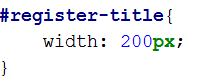 #register-title{
    width: 200px;
}